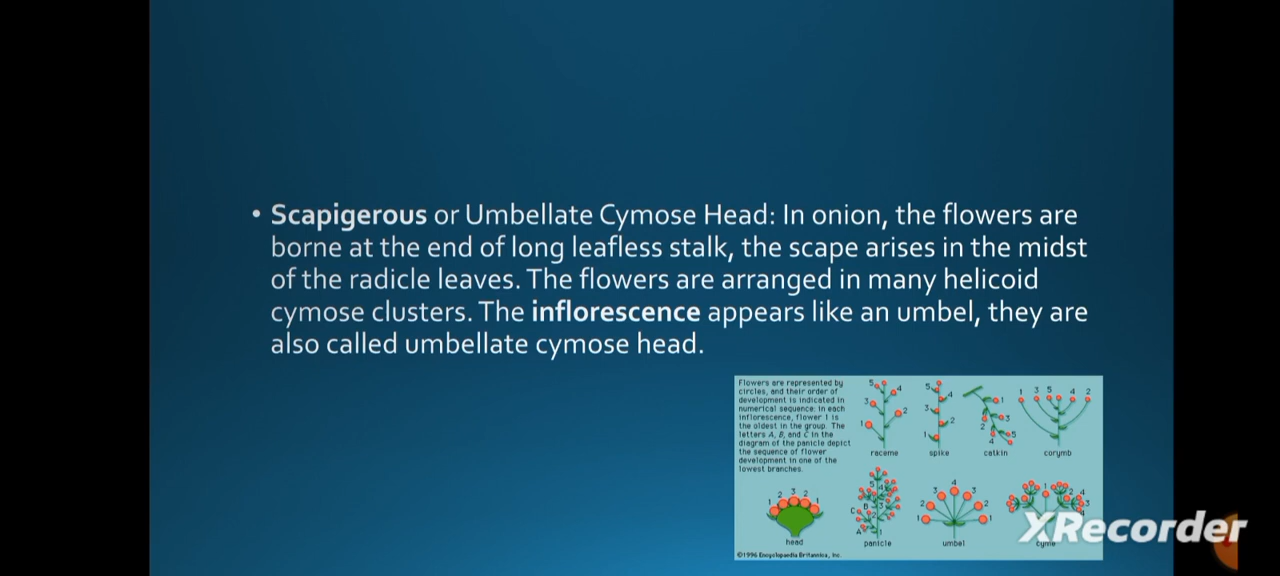 • Scapigerous or Umbellate Cymose Head: In onion, the flowers are
borne at the end of long leafless stalk, the scape arises in the midst
of the radicle leaves. The flowers are arranged in many helicoid
cymose clusters. The inflorescence appears like an umbel, they are
also called umbellate cymose head.
Flowers are represented by
circles, and their order of
development is indicated in
numerical sequence: in each
inflorescence, flower 1 is
the oldest in the group. The
letters A, B, and C in the
diagram of the panicle depict
the sequence of flower
development in one of the
lowest branches.
raceme spike catkin corymb
head panicle umbel cyme
©1996 Encyclopaedia Britannica, Inc.
XRecorder